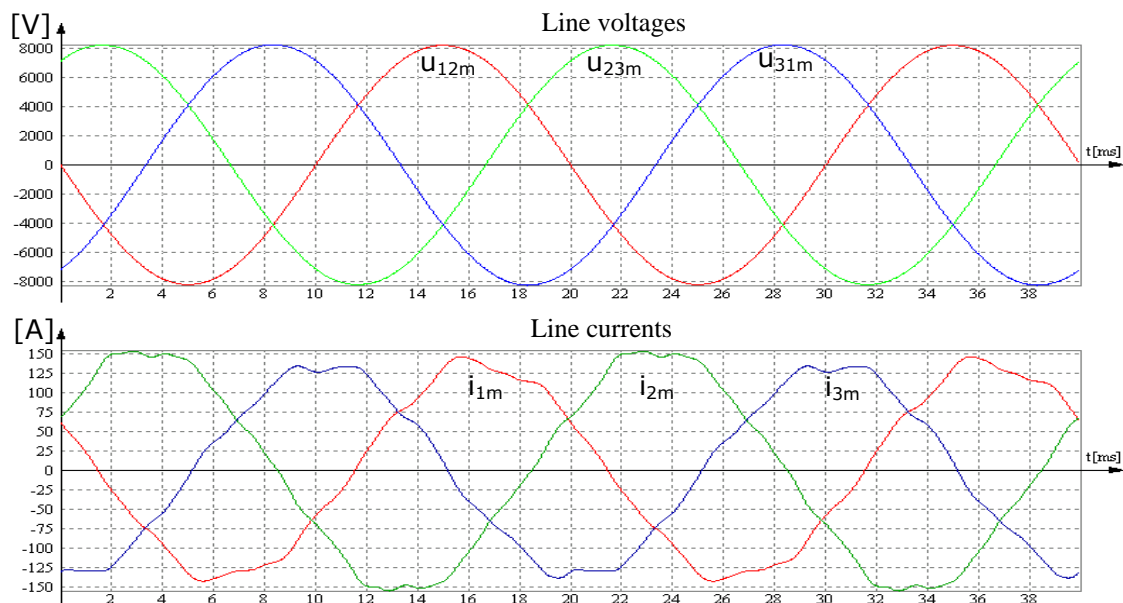 [V]
Line voltages
8000
6000
4000
2000
0
-2000
-4000
-6000
-8000
u12m
u23m
u31m
t[ms]
2 4 6 8 10 12 14 16 18 20 22 24 26 28 30 32 34 36 38
[A]
Line currents
150
125
100
75
50
25
0
-25
-50
-75
-100
-125
-150
i1m
i2m
i3m
t[ms]
2 4 6 8 10 12 14 16 18 20 22 24 26 28 30 32 34 36 38